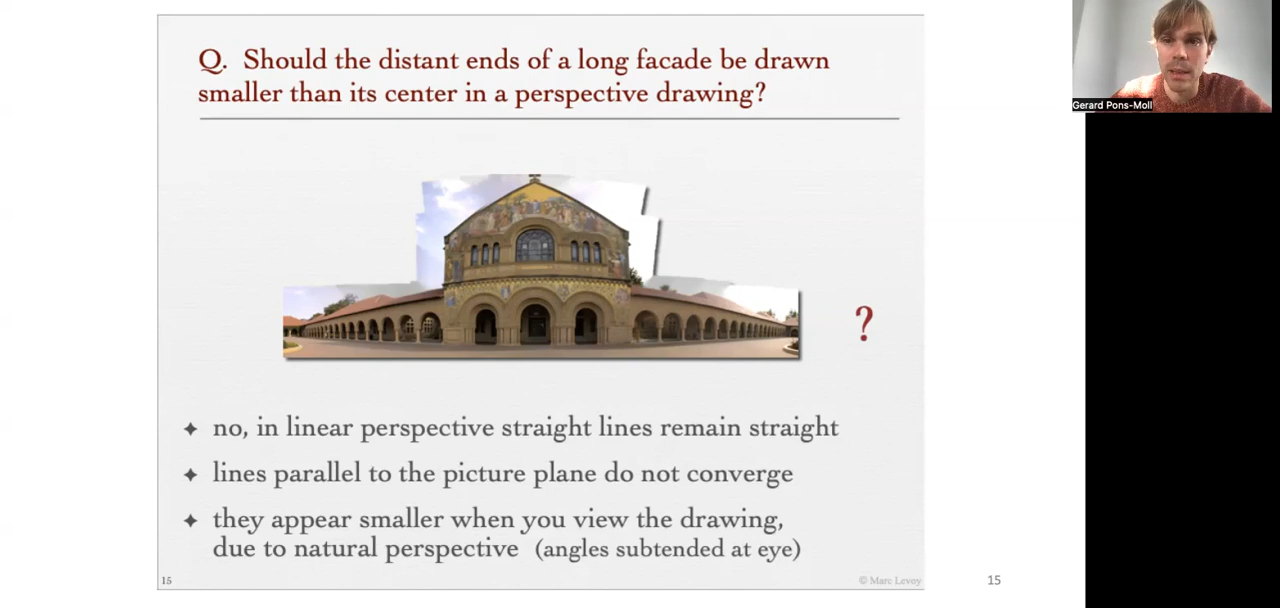 Q. Should the distant ends of a long facade be drawn
smaller than its center in a perspective drawing?
?
✦ no, in linear perspective straight lines remain straight
✦ lines parallel to the picture plane do not converge
✦ they appear smaller when you view the drawing,
due to natural perspective (angles subtended at eye)
15
© Marc Levoy
15
Gerard Pons-Moll